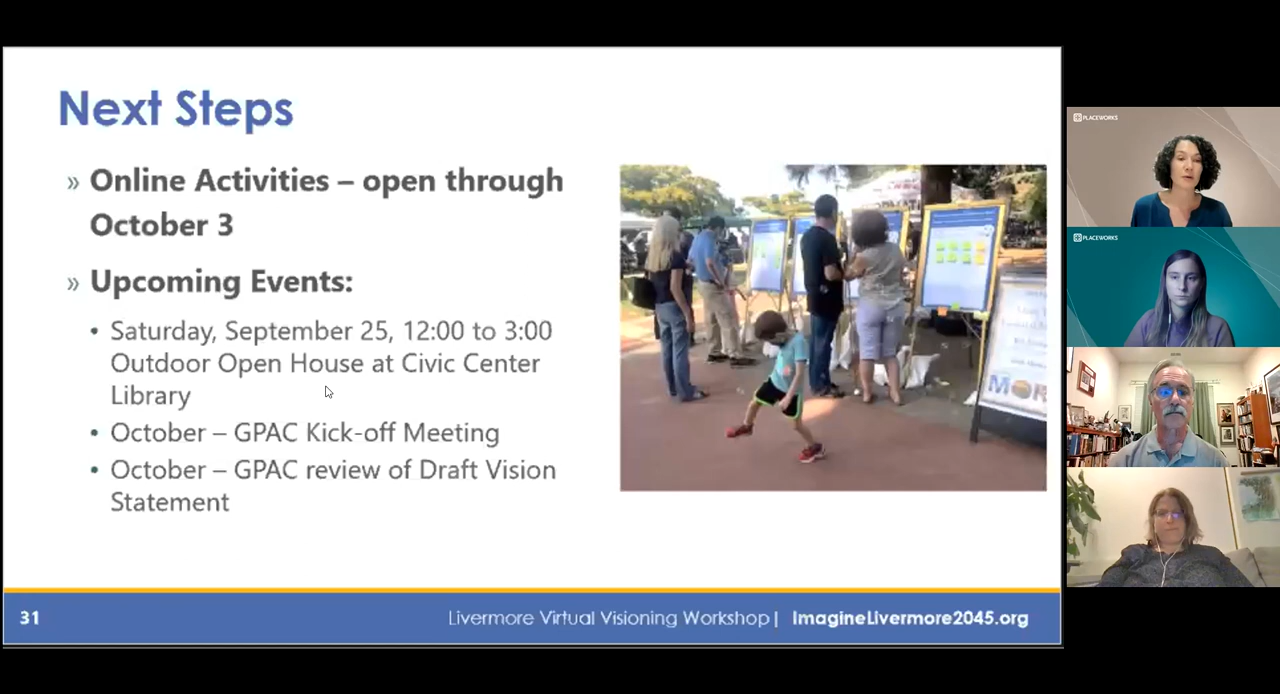 Next Steps
» Online Activities – open through
October 3
» Upcoming Events:
• Saturday, September 25, 12:00 to 3:00
Outdoor Open House at Civic Center
Library
• October – GPAC Kick-off Meeting
• October – GPAC review of Draft Vision
Statement
31
Livermore Virtual Visioning Workshop | ImagineLivermore2045.org
PLACEWORKS
PLACEWORKS